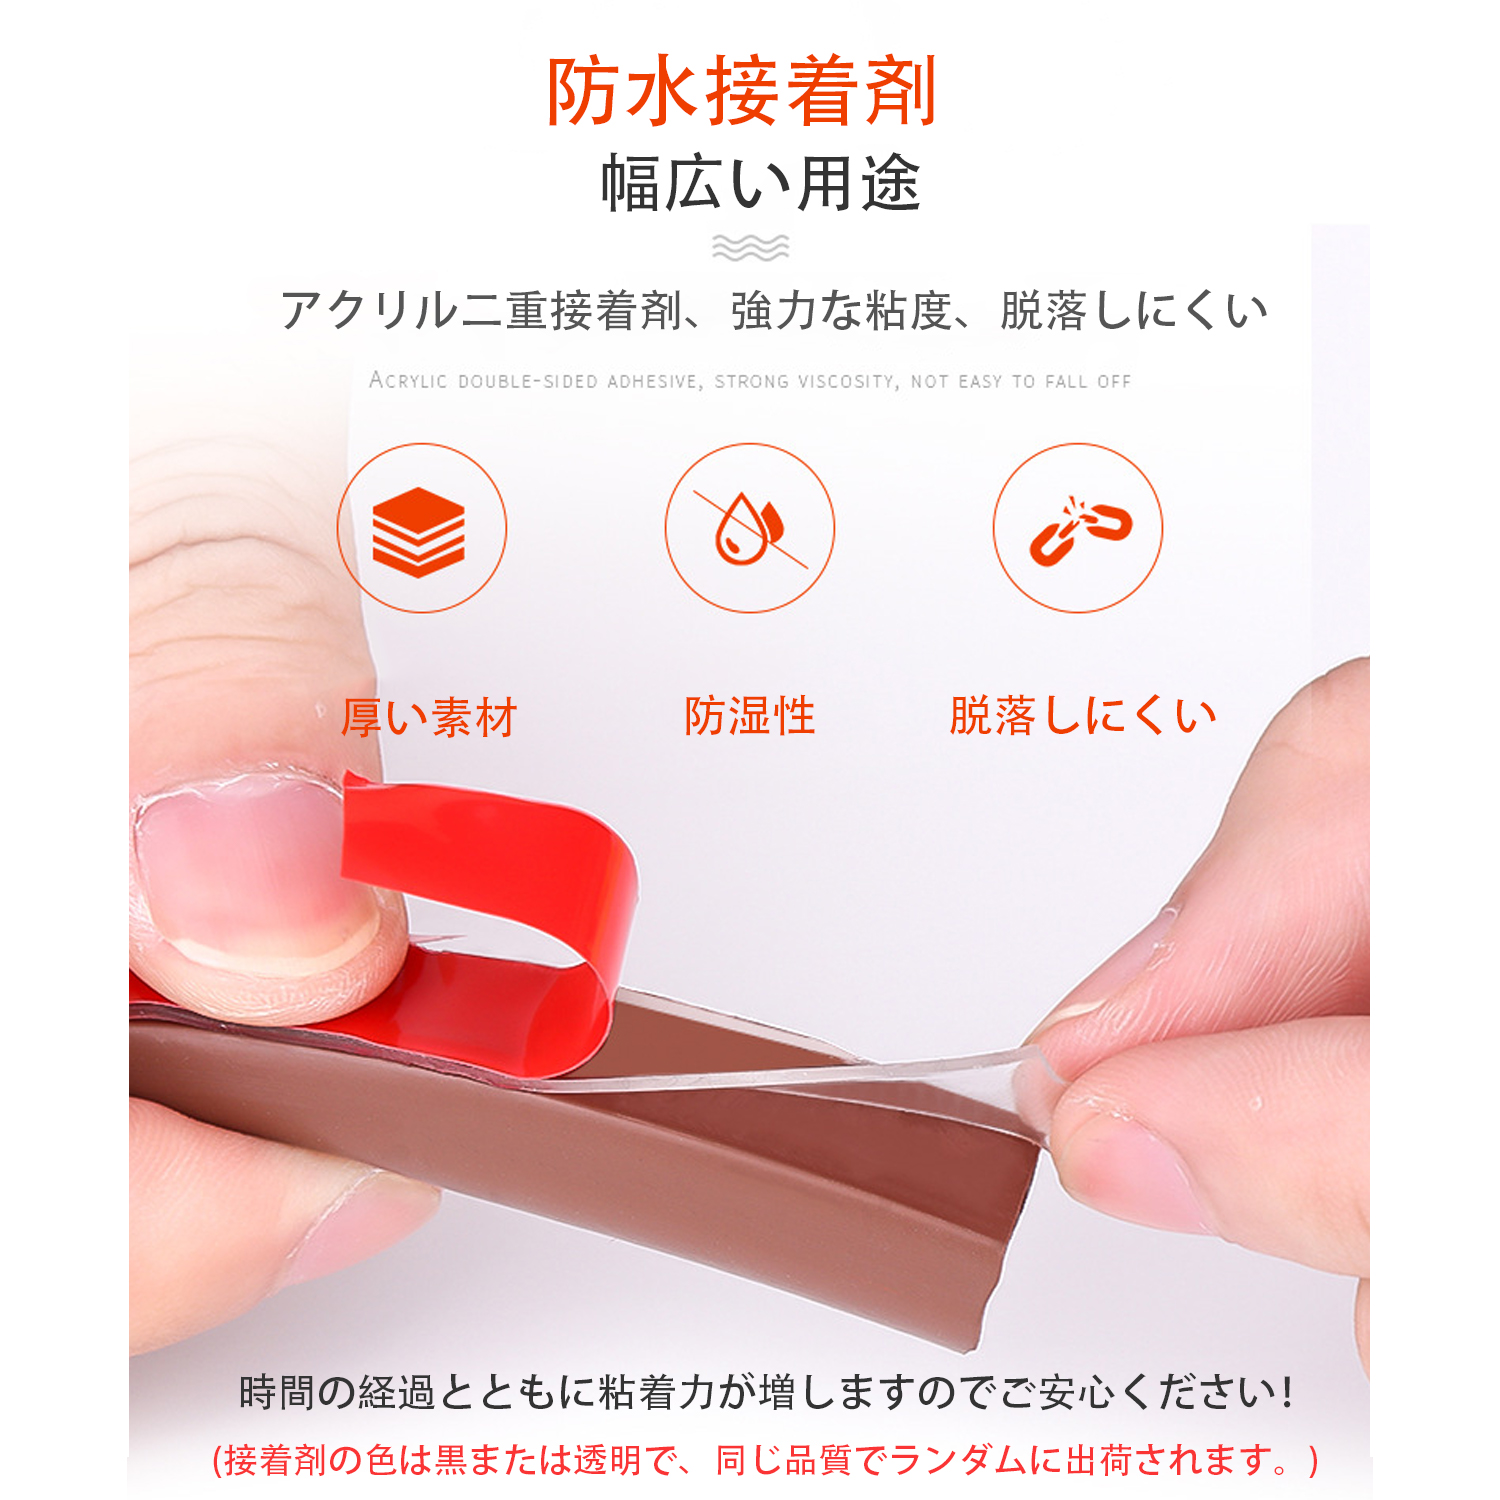 防水接着剤
幅広い用途
アクリル二重接着剤、強力な粘度、脱落しにくい
Acrylic double-sided adhesive, strong viscosity, not easy to fall off
厚い素材
防湿性
脱落しにくい
時間の経過とともに粘着力が増しますのでご安心ください!
(接着剤の色は黒または透明で、同じ品質でランダムに出荷されます。)